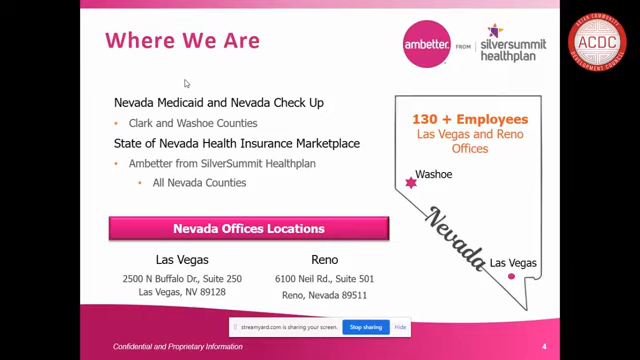 Where We Are
ambetter.
FROM
silversummit
healthplan
ASIAN COMMUNITY
ACDC
DEVELOPMENT COUNCIL
Nevada Medicaid and Nevada Check Up
• Clark and Washoe Counties
State of Nevada Health Insurance Marketplace
• Ambetter from SilverSummit Healthplan
• All Nevada Counties
130 + Employees
Las Vegas and Reno
Offices
Washoe
Nevada
Las Vegas
Nevada Offices Locations
Las Vegas
2500 N Buffalo Dr., Suite 250
Las Vegas, NV 89128
Reno
6100 Neil Rd., Suite 501
Reno, Nevada 89511
streamyard.com is sharing your screen.
Stop sharing
Hide
Confidential and Proprietary Information
4